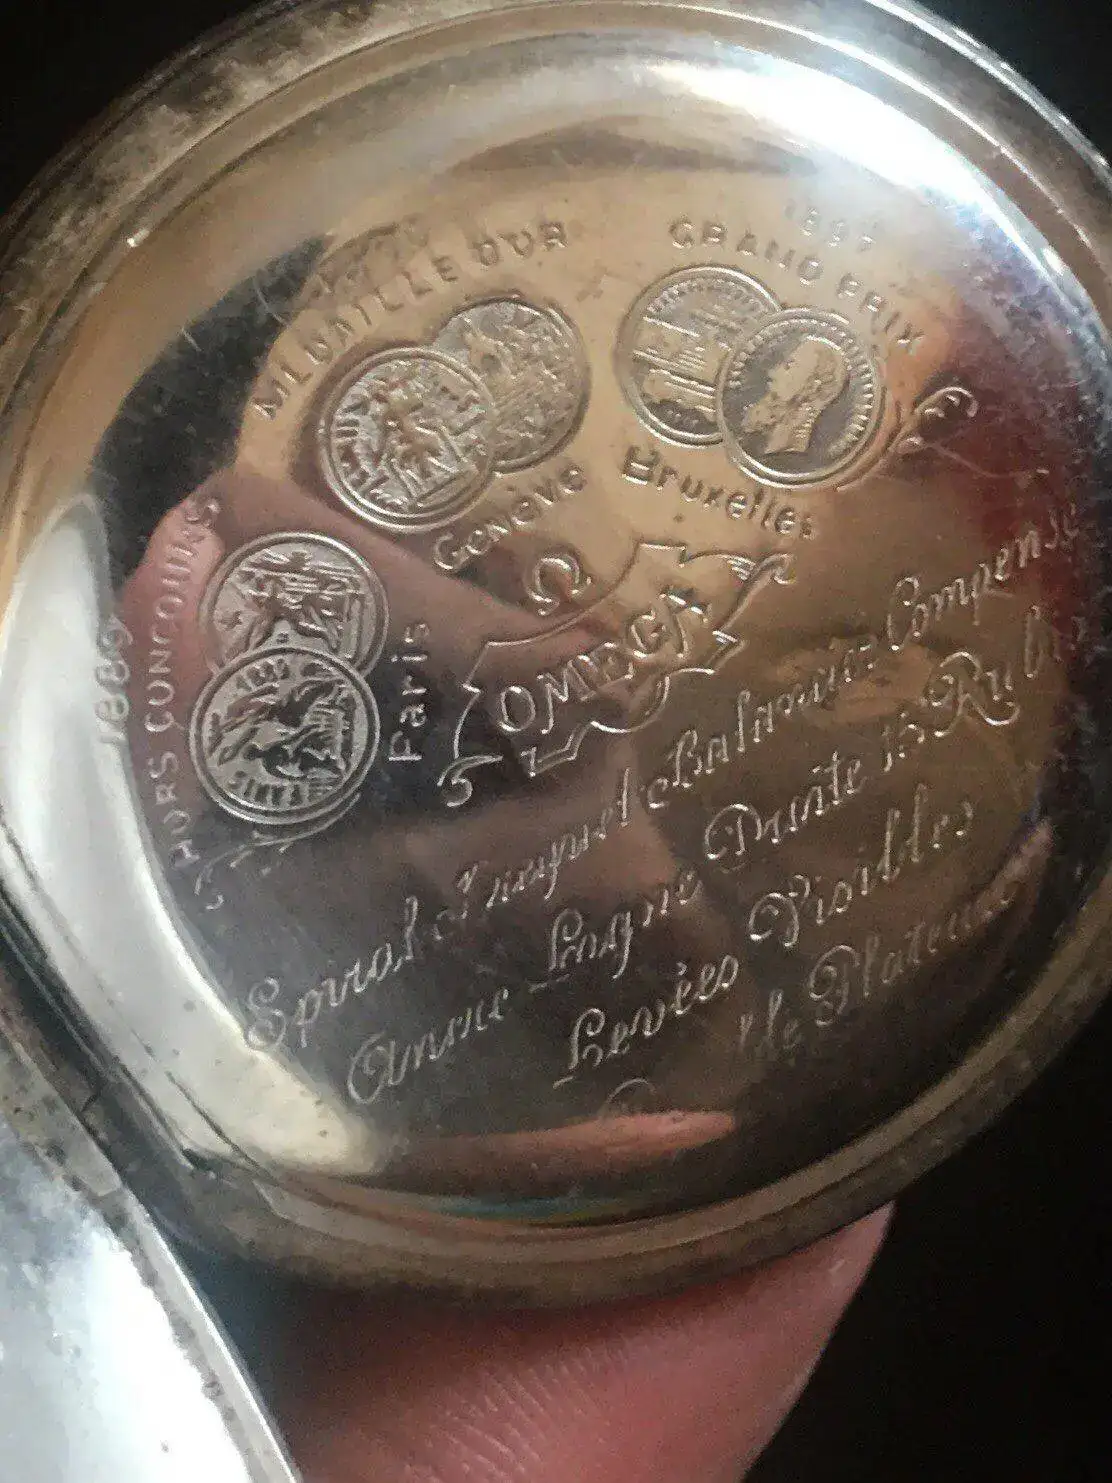 1889
HORS CONCOURS
Paris
MEDAILLE D'OR
Genève
1897
GRAND PRIX
Bruxelles
Ω
OMEGA
Spiral Breguet Balancier Compensé
Ancre Ligne Droite 15 Rubis
Levées Visibles
Plateau